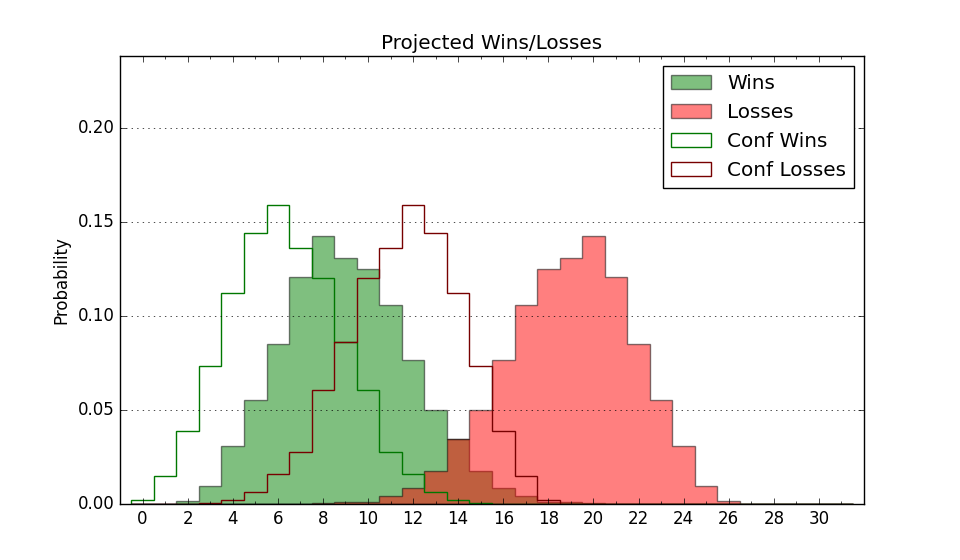 Projected Wins/Losses
Wins
Losses
Conf Wins
Conf Losses
Probability
0.20
0.15
0.10
0.05
0.00
0 2 4 6 8 10 12 14 16 18 20 22 24 26 28 30